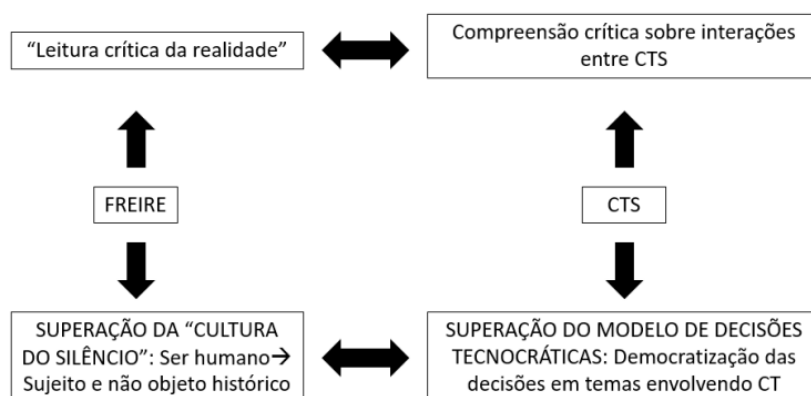 “Leitura crítica da realidade”
Compreensão crítica sobre interações
entre CTS
FREIRE
CTS
SUPERAÇÃO DA “CULTURA
DO SILÊNCIO”: Ser humano→
Sujeito e não objeto histórico
SUPERAÇÃO DO MODELO DE DECISÕES
TECNOCRÁTICAS: Democratização das
decisões em temas envolvendo CT